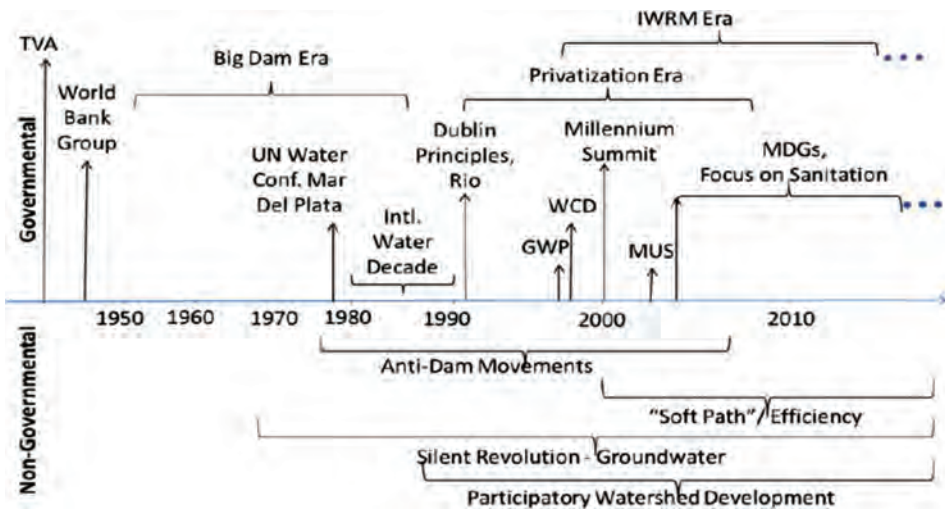 IWRM Era
TVA
Big Dam Era
Privatization Era
World
Bank
Group
Dublin
Principles,
Rio
Millennium
Summit
UN Water
Conf. Mar
Del Plata
MDGs,
Focus on Sanitation
Intl.
Water
Decade
WCD
GWP
MUS
Governmental
1950 1960 1970 1980 1990 2000 2010
Non-Governmental
Anti-Dam Movements
“Soft Path”/ Efficiency
Silent Revolution - Groundwater
Participatory Watershed Development